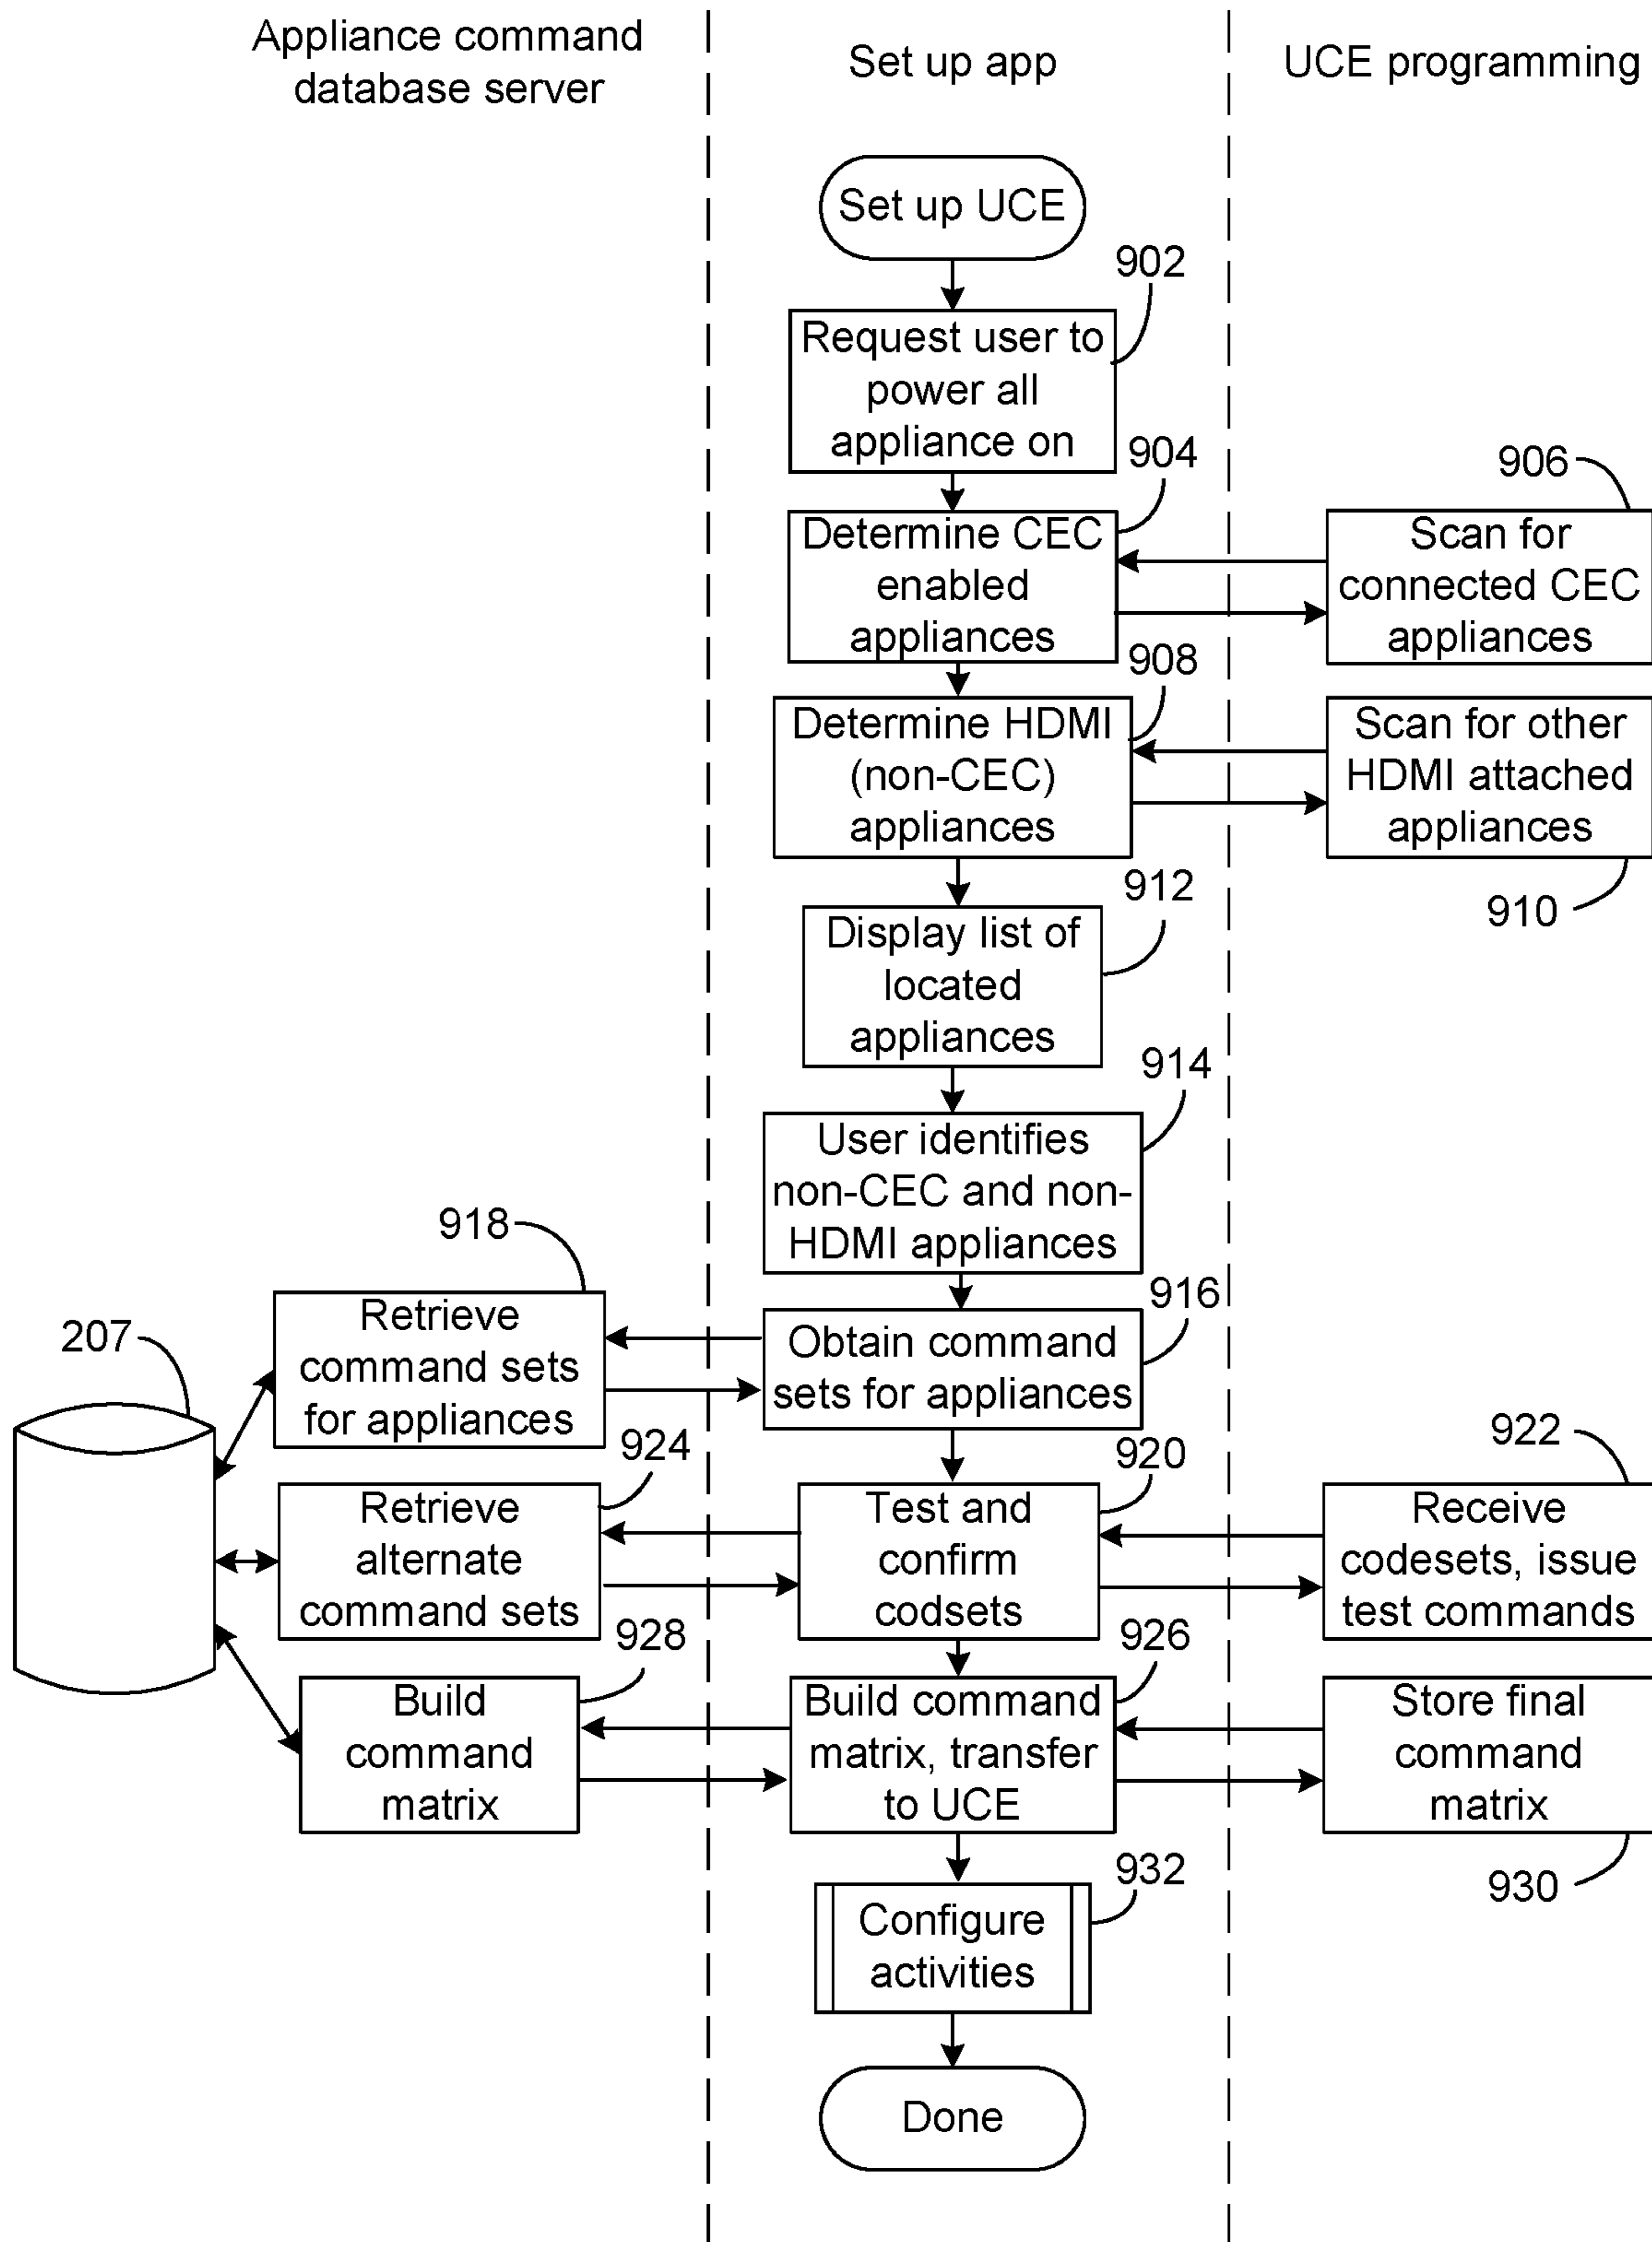 Appliance command
database server
Set up app
UCE programming
Set up UCE
902
Request user to
power all
appliance on
904
Determine CEC
enabled
appliances
906
Scan for
connected CEC
appliances
908
Determine HDMI
(non-CEC)
appliances
Scan for other
HDMI attached
appliances
910
912
Display list of
located
appliances
914
User identifies
non-CEC and non-
HDMI appliances
918
Retrieve
command sets
for appliances
916
Obtain command
sets for appliances
207
924
Retrieve
alternate
command sets
920
Test and
confirm
codsets
922
Receive
codesets, issue
test commands
928
Build
command
matrix
926
Build command
matrix, transfer
to UCE
Store final
command
matrix
930
932
Configure
activities
Done